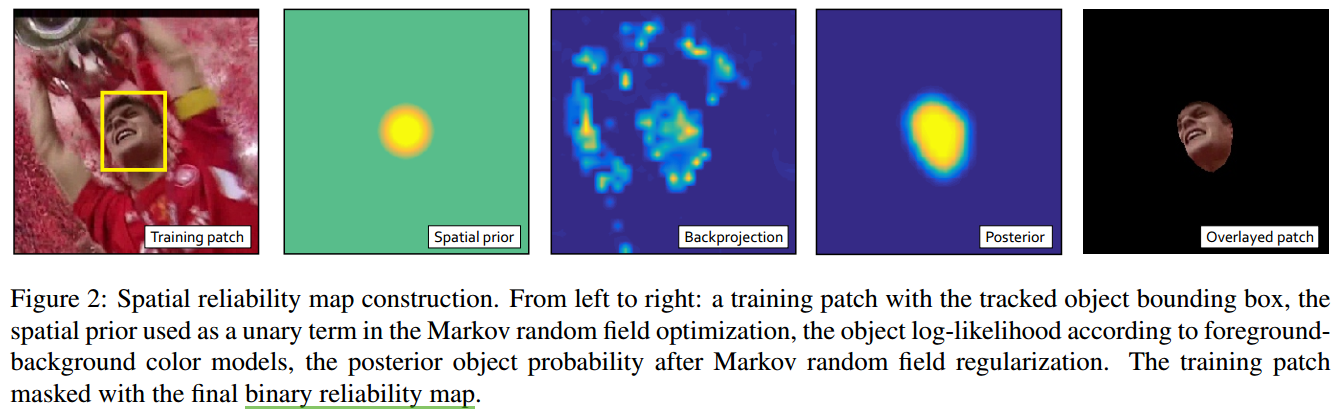 Training patch
Spatial prior
Backprojection
Posterior
Overlayed patch
Figure 2: Spatial reliability map construction. From left to right: a training patch with the tracked object bounding box, the
spatial prior used as a unary term in the Markov random field optimization, the object log-likelihood according to foreground-
background color models, the posterior object probability after Markov random field regularization. The training patch
masked with the final binary reliability map.